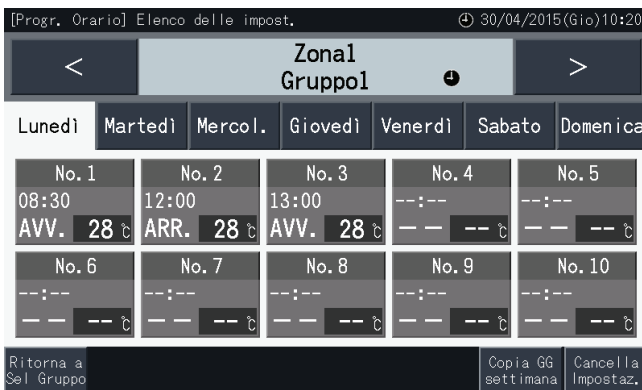 [Progr. Orario] Elenco delle impost. 30/04/2015(Gio)10:20
< Zona1 >
Gruppo1
Lunedì Martedì Mercol. Giovedì Venerdì Sabato Domenica
No.1 No.2 No.3 No.4 No.5
08:30 12:00 13:00 --:-- --:--
AVV. 28℃ ARR. 28℃ AVV. 28℃ — — --℃ — — --℃
No.6 No.7 No.8 No.9 No.10
--:-- --:-- --:-- --:-- --:--
— — --℃ — — --℃ — — --℃ — — --℃ — — --℃
Ritorna a Copia GG Cancella
Sel Gruppo settimana Impostaz.